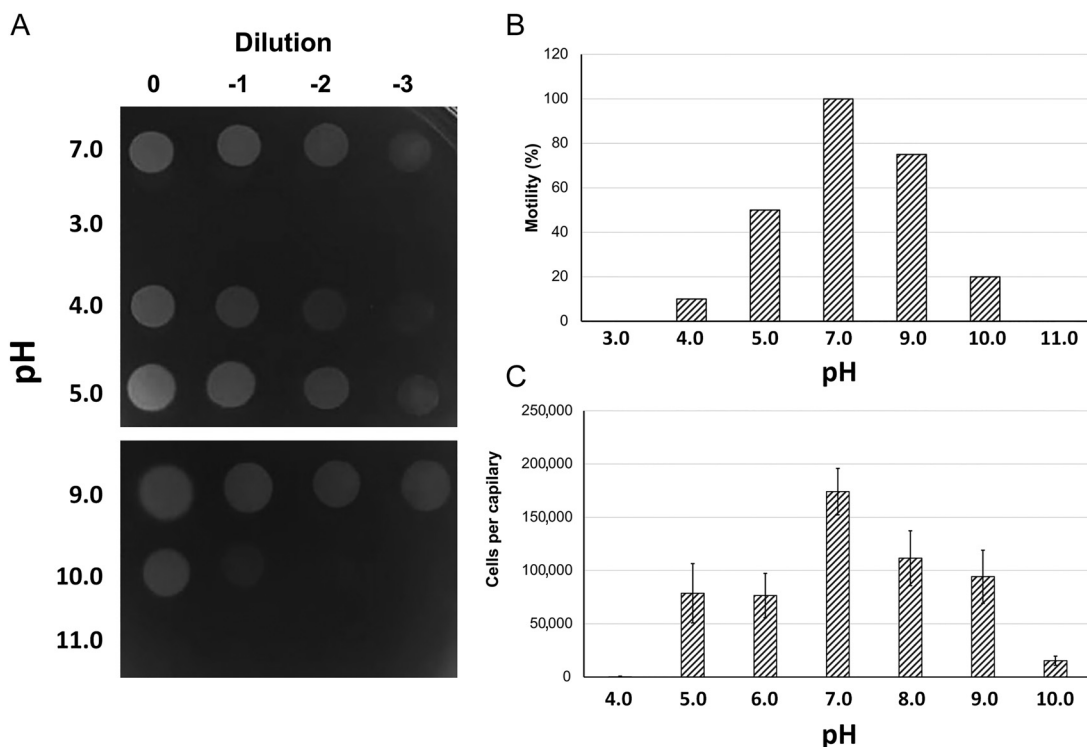 A
Dilution
0 -1 -2 -3
pH
7.0
3.0
4.0
5.0
9.0
10.0
11.0
B
Motility (%)
120
100
80
60
40
20
0
3.0 4.0 5.0 7.0 9.0 10.0 11.0
pH
C
Cells per capilary
250,000
200,000
150,000
100,000
50,000
0
4.0 5.0 6.0 7.0 8.0 9.0 10.0
pH